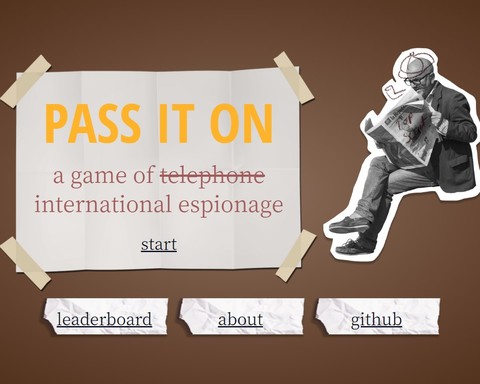 PASS IT ON
a game of telephone
international espionage
start
leaderboard
about
github